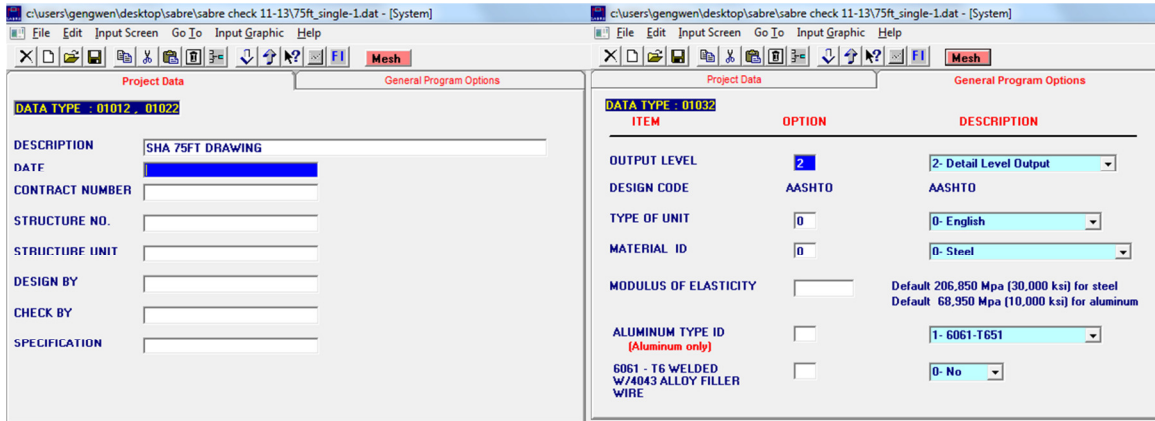 c:\users\gengwen\desktop\sabre\sabre check 11-13\75ft_single-1.dat - [System]
File Edit Input Screen Go To Input Graphic Help
FI Mesh
Project Data General Program Options
DATA TYPE : 01012 , 01022
DESCRIPTION SHA 75FT DRAWING
DATE
CONTRACT NUMBER
STRUCTURE NO.
STRUCTURE UNIT
DESIGN BY
CHECK BY
SPECIFICATION
c:\users\gengwen\desktop\sabre\sabre check 11-13\75ft_single-1.dat - [System]
File Edit Input Screen Go To Input Graphic Help
FI Mesh
Project Data General Program Options
DATA TYPE : 01032
ITEM OPTION DESCRIPTION
OUTPUT LEVEL 2 2- Detail Level Output
DESIGN CODE AASHTO AASHTO
TYPE OF UNIT 0 0- English
MATERIAL ID 0 0- Steel
MODULUS OF ELASTICITY Default 206,850 Mpa (30,000 ksi) for steel
Default 68,950 Mpa (10,000 ksi) for aluminum
ALUMINUM TYPE ID 1- 6061-T651
(Aluminum only)
6061 - T6 WELDED 0- No
W/4043 ALLOY FILLER
WIRE